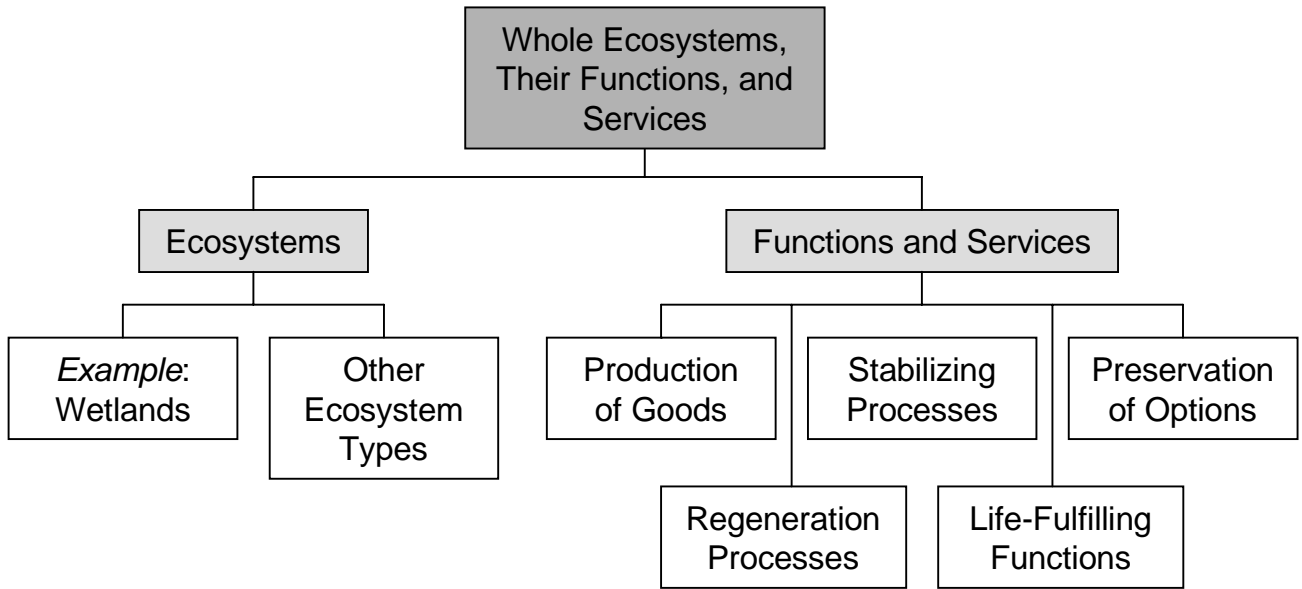 Whole Ecosystems,
Their Functions, and
Services
Ecosystems
Functions and Services
Example:
Wetlands
Other
Ecosystem
Types
Production
of Goods
Stabilizing
Processes
Preservation
of Options
Regeneration
Processes
Life-Fulfilling
Functions